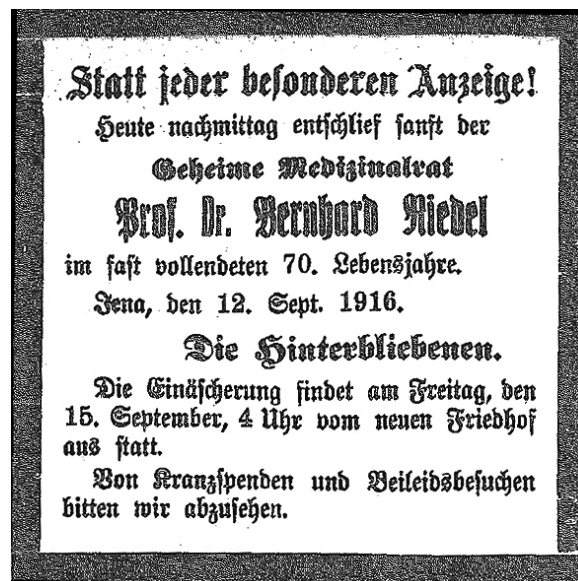 Statt jeder besonderen Anzeige!
Heute nachmittag entschlief sanft der
Geheime Medizinalrat
Prof. Dr. Bernhard Riedel
im fast vollendeten 70. Lebensjahre.
Jena, den 12. Sept. 1916.
Die Hinterbliebenen.
Die Einäscherung findet am Freitag, den
15. September, 4 Uhr vom neuen Friedhof
aus statt.
Von Kranzspenden und Beileidsbesuchen
bitten wir abzusehen.